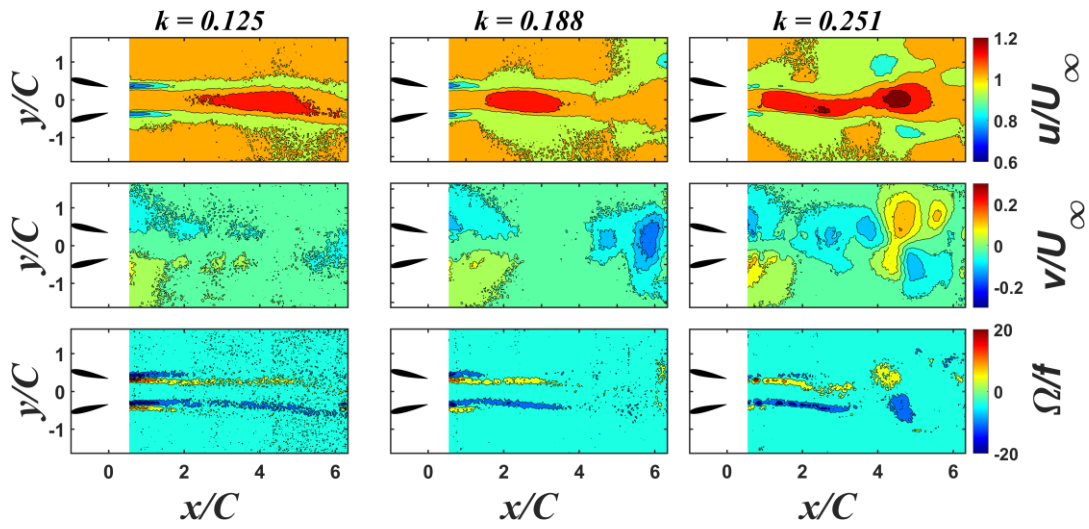 k = 0.125 k = 0.188 k = 0.251
y/C 1 0 -1 1.2 1 0.8 0.6 u/U∞
y/C 1 0 -1 0.2 0 -0.2 v/U∞
y/C 1 0 -1 20 10 0 -10 -20 Ω/f
0 2 4 6 0 2 4 6 0 2 4 6
x/C x/C x/C